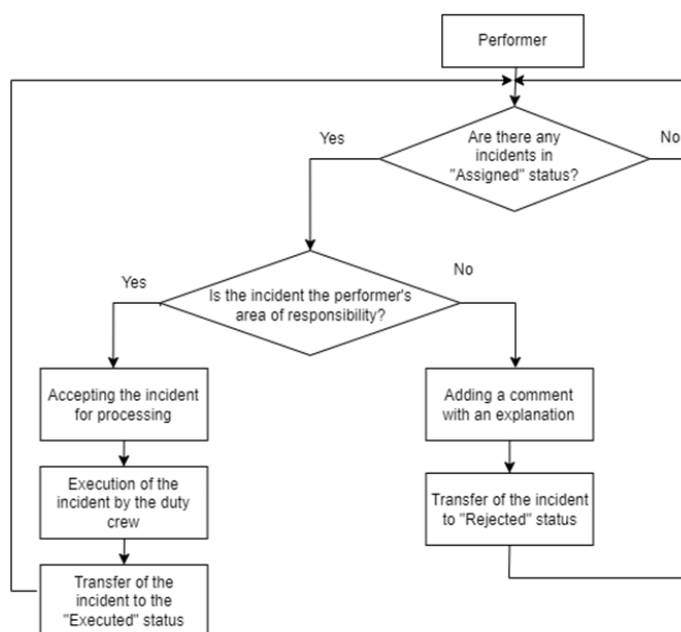 Performer
Are there any
incidents in
"Assigned" status?
Yes
No
Is the incident the performer's
area of responsibility?
Yes
No
Accepting the incident
for processing
Adding a comment
with an explanation
Execution of the
incident by the duty
crew
Transfer of the incident
to "Rejected" status
Transfer of the
incident to the
"Executed" status